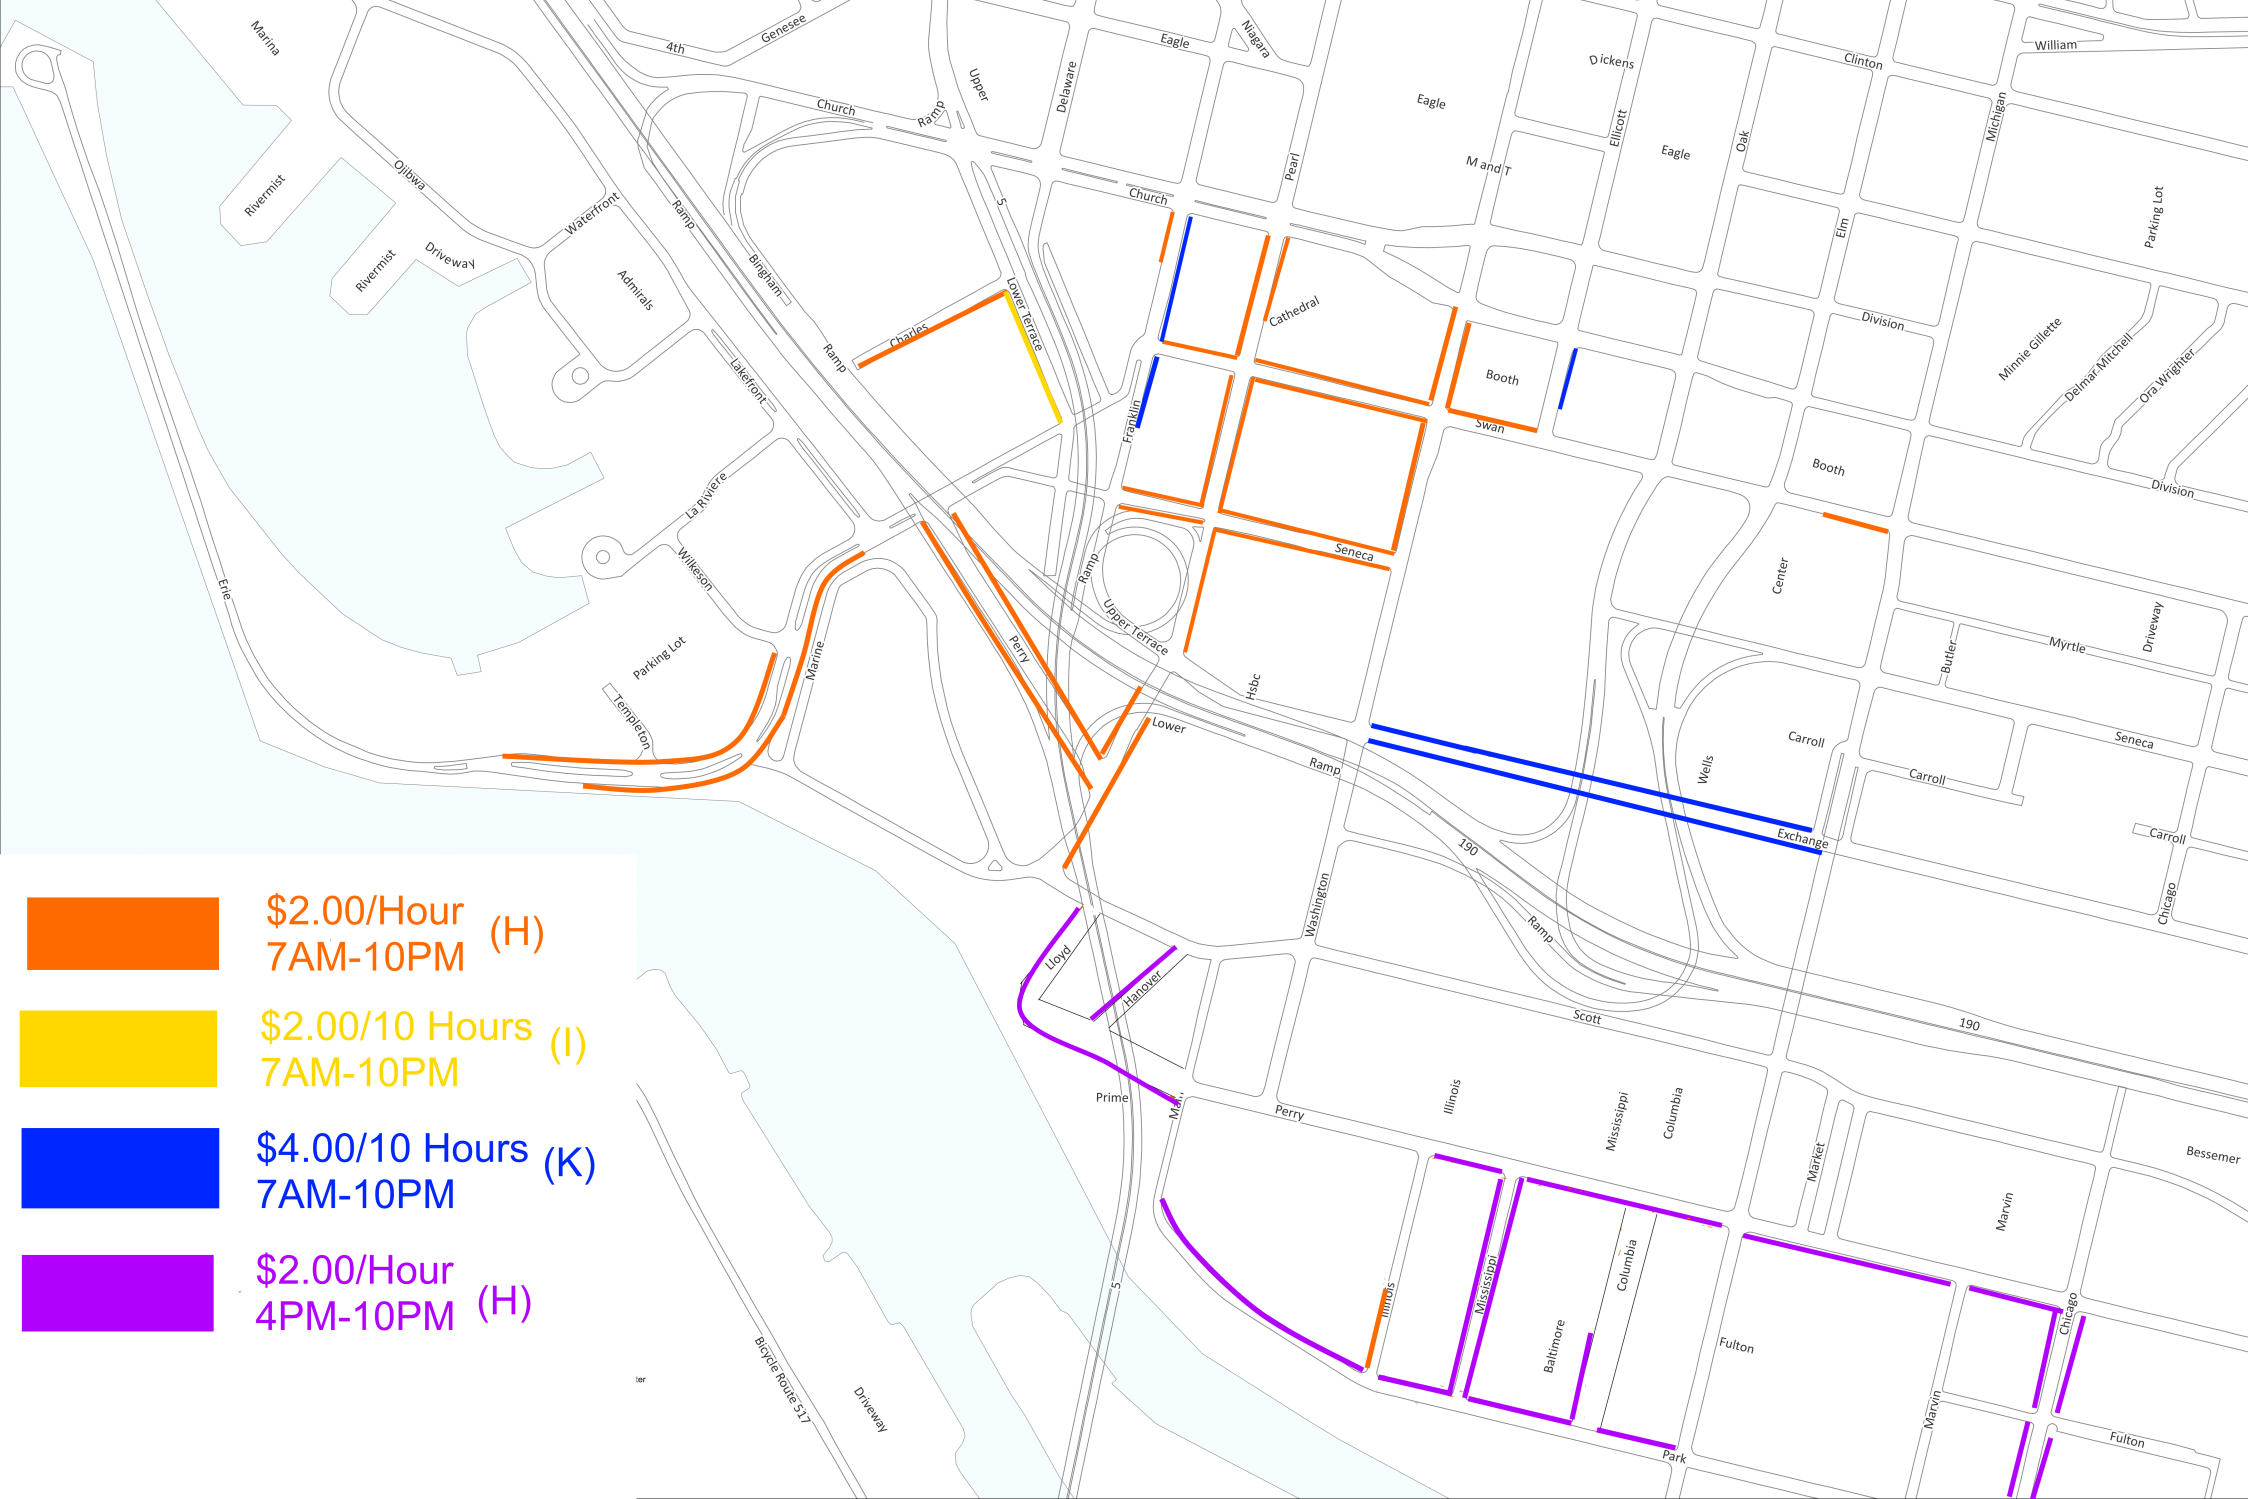 Marina
4th
Genesee
Upper
Delaware
Eagle
Niagara
Dickens
Clinton
William
Eagle
Church
Ramp
Ellicott
Eagle
Oak
Michigan
Pearl
M and T
Ojibwa
Rivermist
Waterfront
Ramp
5
Church
Elm
Parking Lot
Rivermist
Driveway
Admirals
Bingham
Lower Terrace
Cathedral
Division
Charles
Ramp
Minnie Gillette
Delmar Mitchell
Ora Wrighter
Lakefront
Franklin
Booth
Swan
Booth
Division
La Riviere
Wilkeson
Ramp
Seneca
Center
Erie
Upper Terrace
Perry
Marine
Parking Lot
Templeton
Hsbc
Butler
Myrtle
Driveway
Lower
Ramp
Wells
Carroll
Seneca
Carroll
190
Exchange
Carroll
Washington
Ramp
Chicago
Lloyd
Hanover
Scott
190
Prime
Perry
Illinois
Mississippi
Columbia
Market
Bessemer
Marvin
5
Illinois
Mississippi
Columbia
Baltimore
Fulton
Chicago
Bicycle Route 517
Driveway
ter
Marvin
Park
Fulton
$2.00/Hour
7AM-10PM (H)
$2.00/10 Hours
7AM-10PM (I)
$4.00/10 Hours
7AM-10PM (K)
$2.00/Hour
4PM-10PM (H)